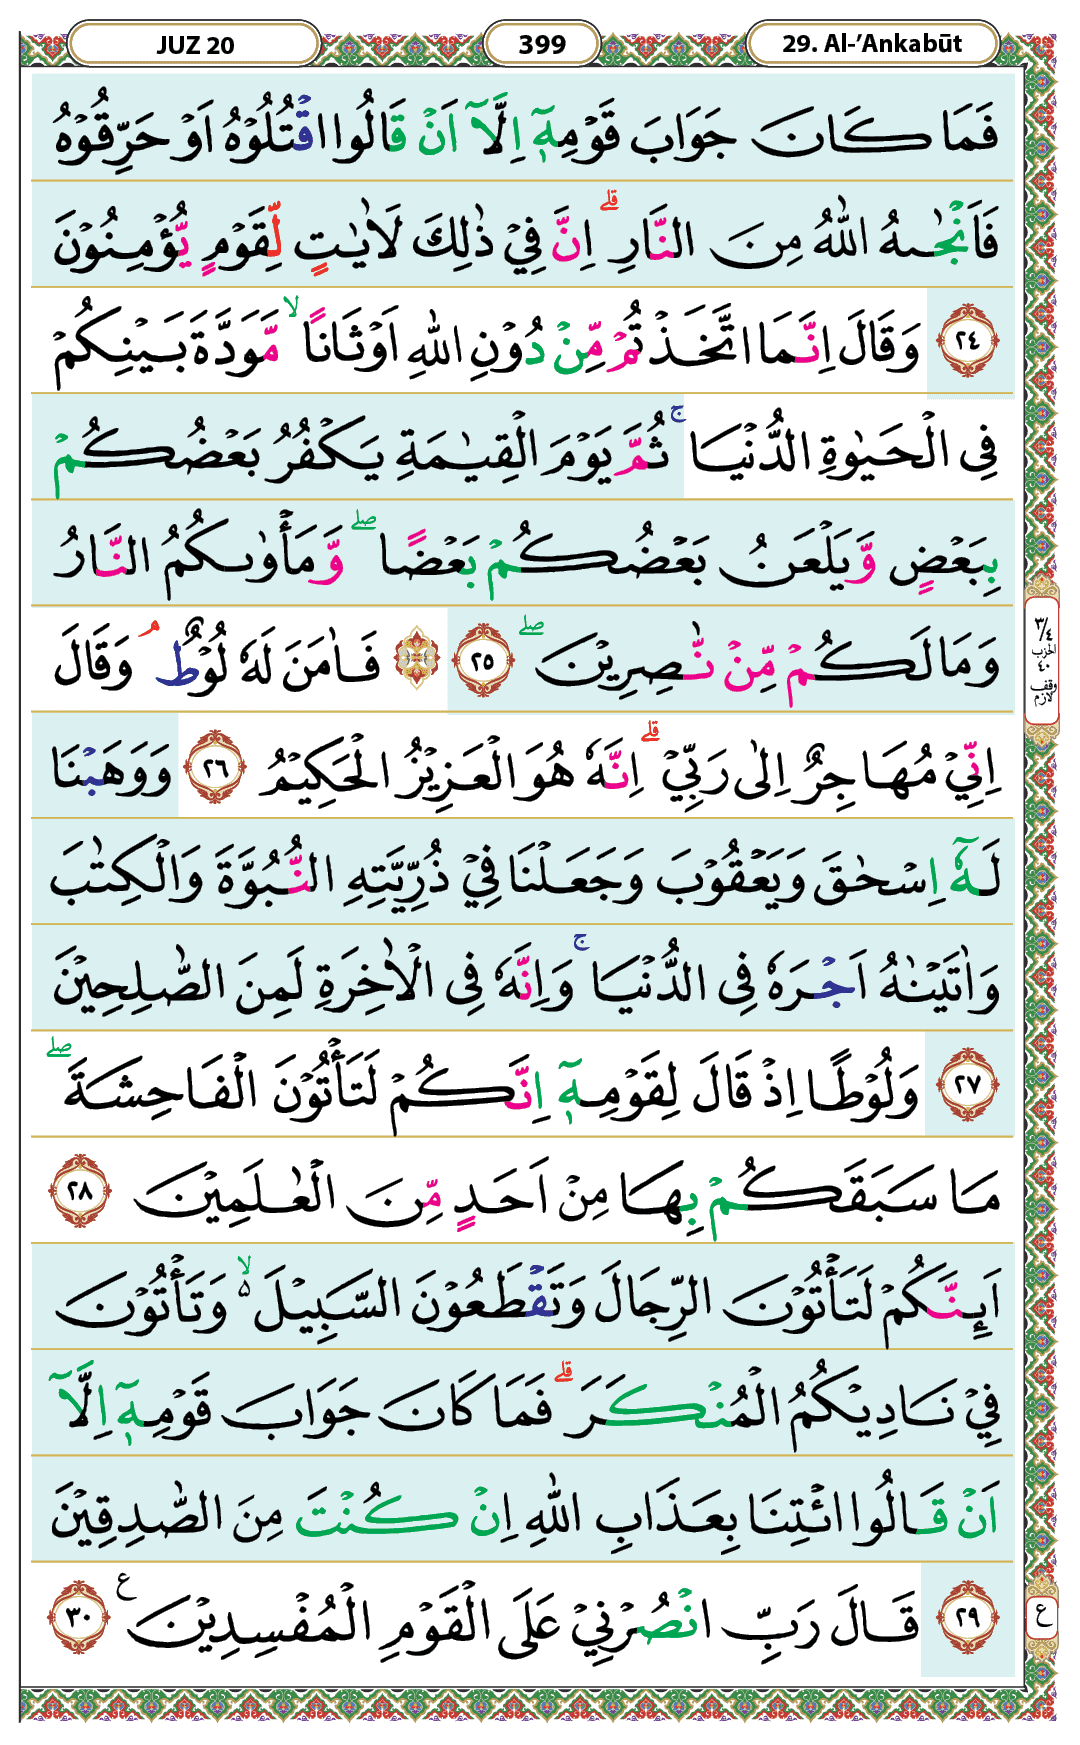 JUZ 20
399
29. Al-’Ankabūt
فَمَا كَانَ جَوَابَ قَوْمِهٖٓ اِلَّآ اَنْ قَالُوا اقْتُلُوْهُ اَوْ حَرِّقُوْهُ
فَاَنْجٰىهُ اللّٰهُ مِنَ النَّارِۗ اِنَّ فِيْ ذٰلِكَ لَاٰيٰتٍ لِّقَوْمٍ يُّؤْمِنُوْنَ
٢٤ وَقَالَ اِنَّمَا اتَّخَذْتُمْ مِّنْ دُوْنِ اللّٰهِ اَوْثَانًاۙ مَّوَدَّةَ بَيْنِكُمْ
فِى الْحَيٰوةِ الدُّنْيَاۚ ثُمَّ يَوْمَ الْقِيٰمَةِ يَكْفُرُ بَعْضُكُمْ
بِبَعْضٍ وَّيَلْعَنُ بَعْضُكُمْ بَعْضًاۖ وَّمَأْوٰىكُمُ النَّارُ
وَمَا لَكُمْ مِّنْ نّٰصِرِيْنَۖ ٢٥ ۞ فَاٰمَنَ لَهٗ لُوْطٌۘ وَقَالَ
اِنِّيْ مُهَاجِرٌ اِلٰى رَبِّيْۗ اِنَّهٗ هُوَ الْعَزِيْزُ الْحَكِيْمُ ٢٦ وَوَهَبْنَا
لَهٗٓ اِسْحٰقَ وَيَعْقُوْبَ وَجَعَلْنَا فِيْ ذُرِّيَّتِهِ النُّبُوَّةَ وَالْكِتٰبَ
وَاٰتَيْنٰهُ اَجْرَهٗ فِى الدُّنْيَاۚ وَاِنَّهٗ فِى الْاٰخِرَةِ لَمِنَ الصّٰلِحِيْنَ
٢٧ وَلُوْطًا اِذْ قَالَ لِقَوْمِهٖٓ اِنَّكُمْ لَتَأْتُوْنَ الْفَاحِشَةَۖ
مَا سَبَقَكُمْ بِهَا مِنْ اَحَدٍ مِّنَ الْعٰلَمِيْنَ ٢٨
اَىِٕنَّكُمْ لَتَأْتُوْنَ الرِّجَالَ وَتَقْطَعُوْنَ السَّبِيْلَ ەۙ وَتَأْتُوْنَ
فِيْ نَادِيْكُمُ الْمُنْكَرَۗ فَمَا كَانَ جَوَابَ قَوْمِهٖٓ اِلَّآ
اَنْ قَالُوا ائْتِنَا بِعَذَابِ اللّٰهِ اِنْ كُنْتَ مِنَ الصّٰدِقِيْنَ
٢٩ قَالَ رَبِّ انْصُرْنِيْ عَلَى الْقَوْمِ الْمُفْسِدِيْنَ ع ٣٠
٣/٤
الحزب
٤٠
وقف
لازم
ع